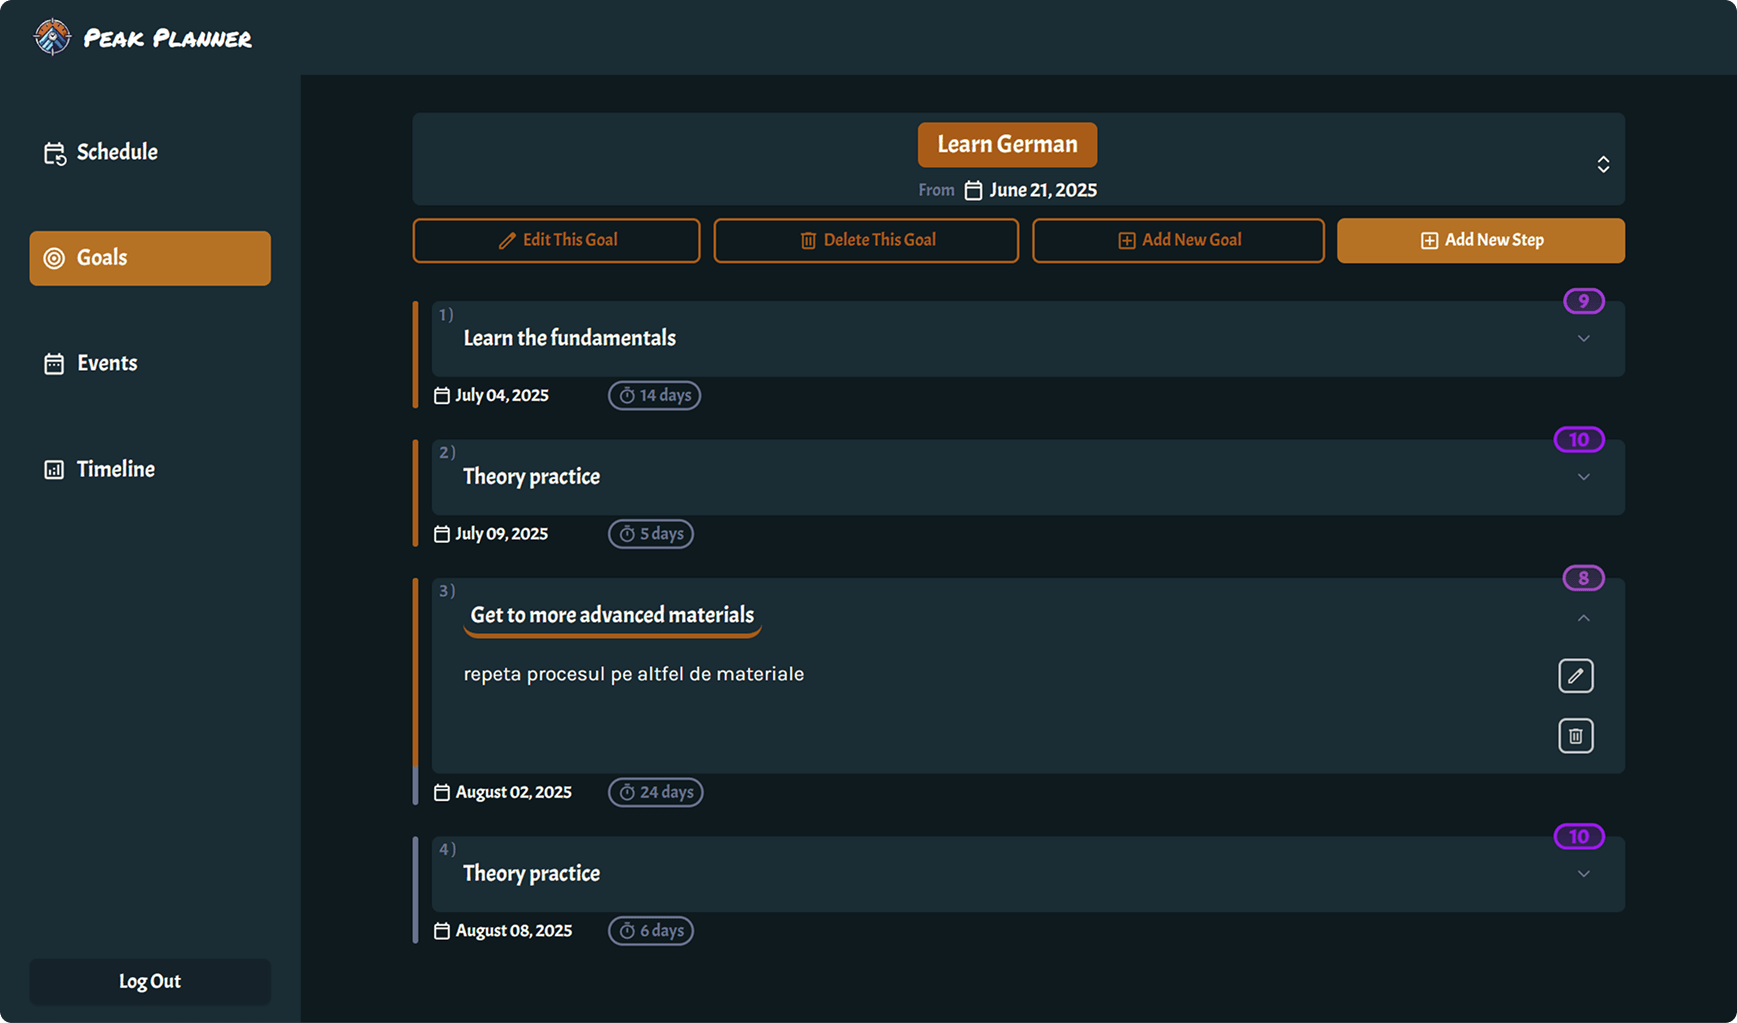 Peak Planner
Schedule
Goals
Events
Timeline
Log Out
Learn German
From June 21, 2025
Edit This Goal
Delete This Goal
Add New Goal
Add New Step
1)
9
Learn the fundamentals
July 04, 2025
14 days
2)
10
Theory practice
July 09, 2025
5 days
3)
8
Get to more advanced materials
repeta procesul pe altfel de materiale
August 02, 2025
24 days
4)
10
Theory practice
August 08, 2025
6 days